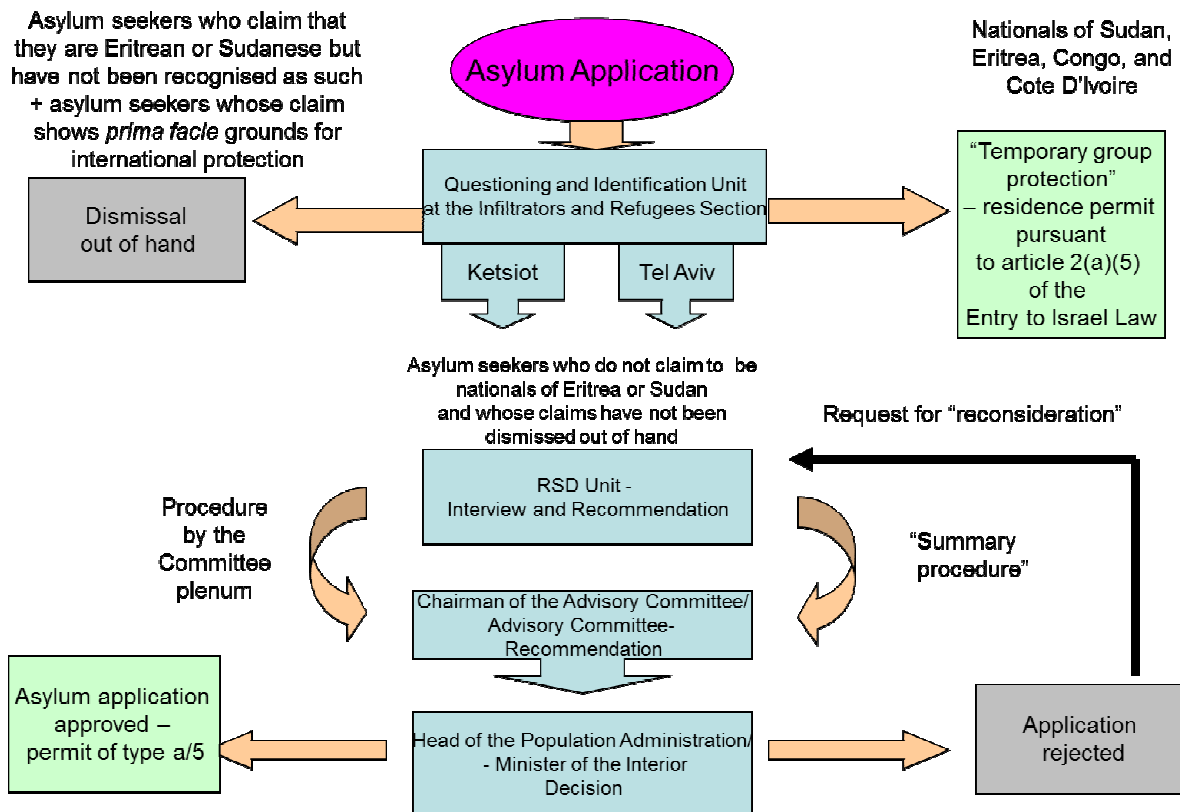 Asylum seekers who claim that
they are Eritrean or Sudanese but
have not been recognised as such
+ asylum seekers whose claim
shows prima facie grounds for
international protection
Asylum Application
Nationals of Sudan,
Eritrea, Congo, and
Cote D'Ivoire
Dismissal
out of hand
Questioning and Identification Unit
at the Infiltrators and Refugees Section
"Temporary group
protection"
– residence permit
pursuant
to article 2(a)(5)
of the
Entry to Israel Law
Ketsiot
Tel Aviv
Asylum seekers who do not claim to be
nationals of Eritrea or Sudan
and whose claims have not been
dismissed out of hand
Request for "reconsideration"
RSD Unit -
Interview and Recommendation
Procedure
by the
Committee
plenum
"Summary
procedure"
Chairman of the Advisory Committee/
Advisory Committee-
Recommendation
Asylum application
approved –
permit of type a/5
Head of the Population Administration/
- Minister of the Interior
Decision
Application
rejected